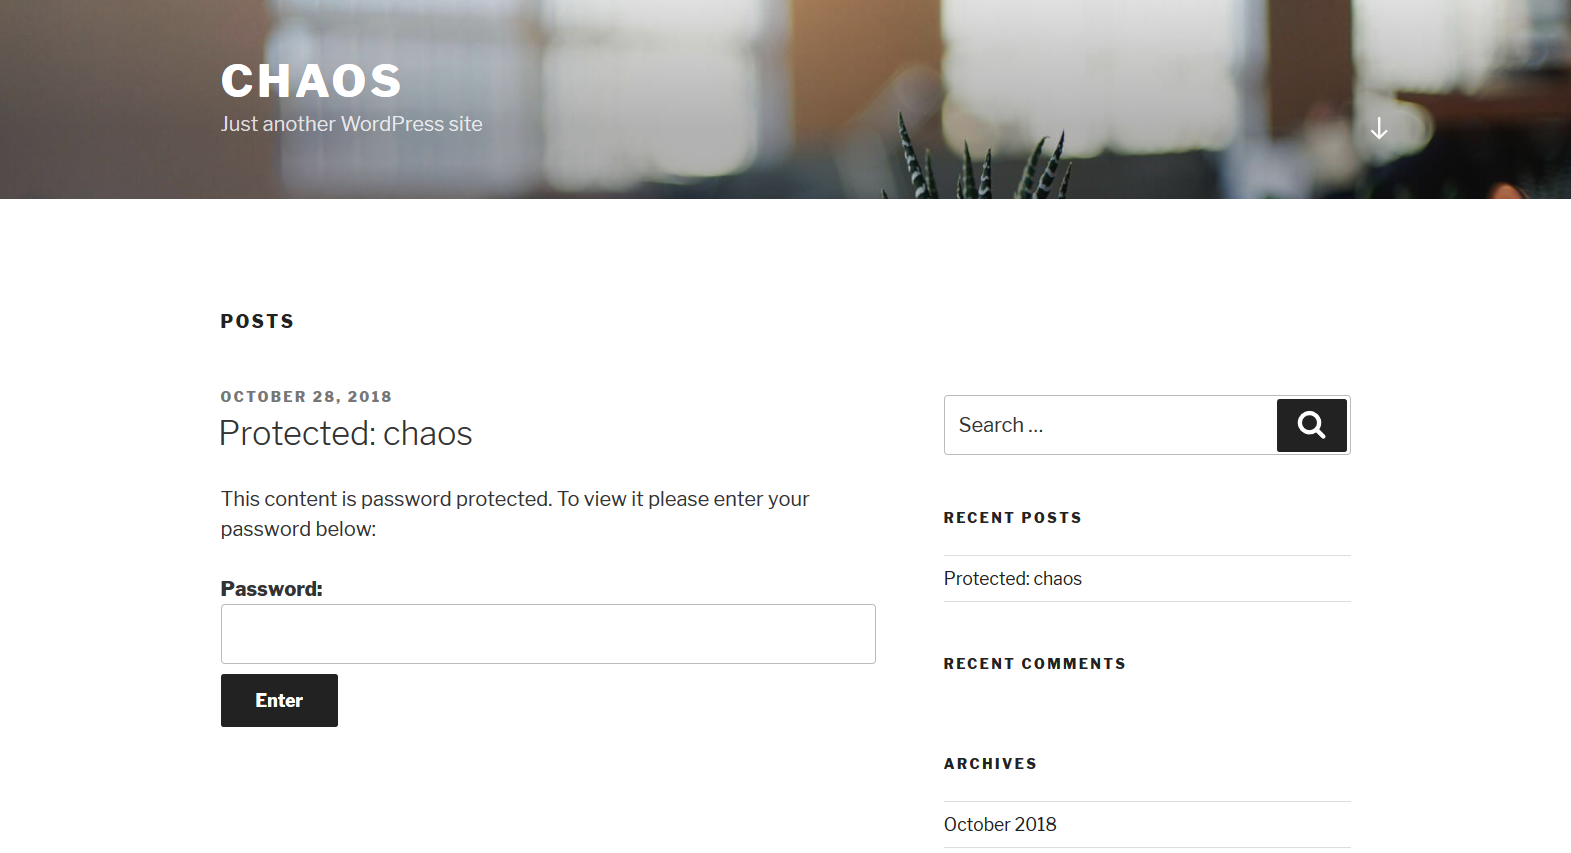 CHAOS
Just another WordPress site
POSTS
OCTOBER 28, 2018
Protected: chaos
This content is password protected. To view it please enter your
password below:
Password:
Enter
Search …
RECENT POSTS
Protected: chaos
RECENT COMMENTS
ARCHIVES
October 2018